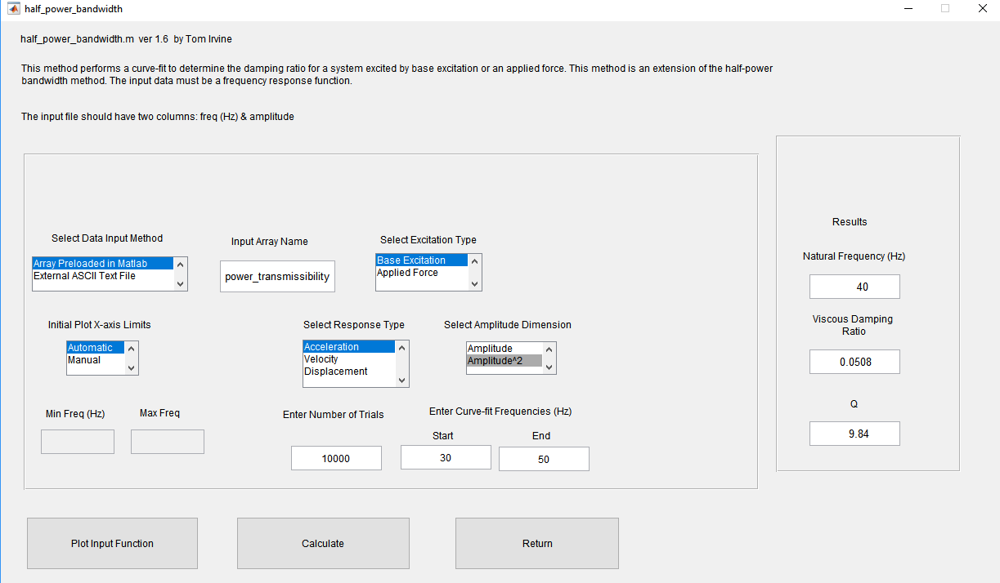 half_power_bandwidth
half_power_bandwidth.m  ver 1.6  by Tom Irvine
This method performs a curve-fit to determine the damping ratio for a system excited by base excitation or an applied force. This method is an extension of the half-power
bandwidth method. The input data must be a frequency response function.
The input file should have two columns: freq (Hz) & amplitude
Select Data Input Method
Array Preloaded in Matlab
External ASCII Text File
Input Array Name
power_transmissibility
Select Excitation Type
Base Excitation
Applied Force
Initial Plot X-axis Limits
Automatic
Manual
Select Response Type
Acceleration
Velocity
Displacement
Select Amplitude Dimension
Amplitude
Amplitude^2
Min Freq (Hz)
Max Freq
Enter Number of Trials
10000
Enter Curve-fit Frequencies (Hz)
Start
30
End
50
Results
Natural Frequency (Hz)
40
Viscous Damping
Ratio
0.0508
Q
9.84
Plot Input Function
Calculate
Return